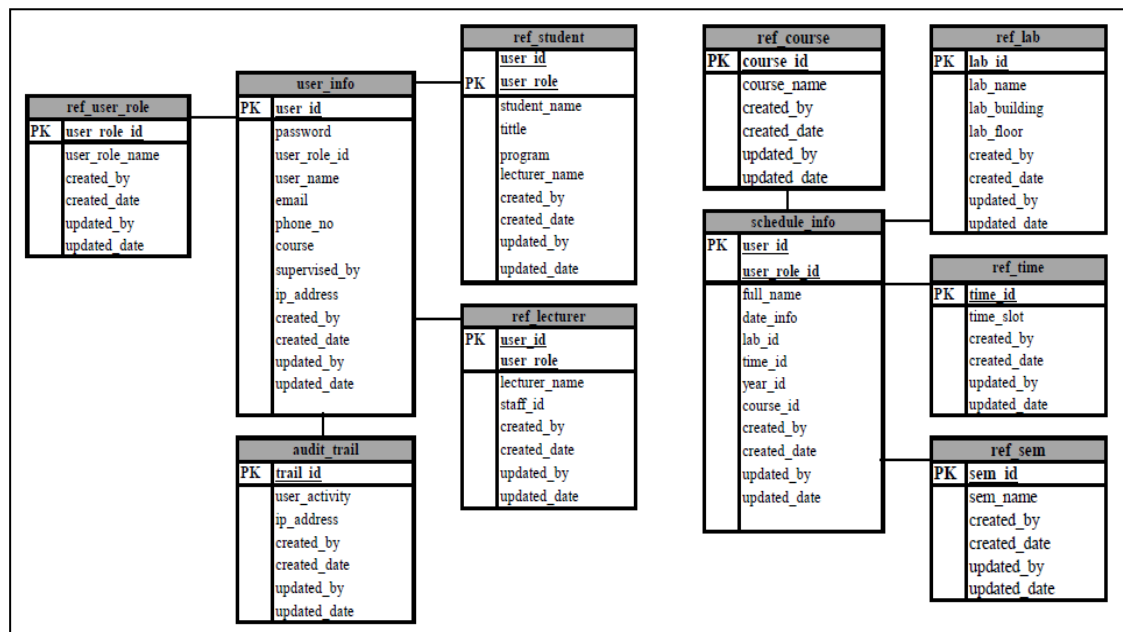 ref_user_role
PK user_role_id
user_role_name
created_by
created_date
updated_by
updated_date
user_info
PK user_id
password
user_role_id
user_name
email
phone_no
course
supervised_by
ip_address
created_by
created_date
updated_by
updated_date
audit_trail
PK trail_id
user_activity
ip_address
created_by
created_date
updated_by
updated_date
ref_student
user_id
PK user_role
student_name
tittle
program
lecturer_name
created_by
created_date
updated_by
updated_date
ref_lecturer
PK user_id
user_role
lecturer_name
staff_id
created_by
created_date
updated_by
updated_date
ref_course
PK course_id
course_name
created_by
created_date
updated_by
updated_date
schedule_info
PK user_id
user_role_id
full_name
date_info
lab_id
time_id
year_id
course_id
created_by
created_date
updated_by
updated_date
ref_lab
PK lab_id
lab_name
lab_building
lab_floor
created_by
created_date
updated_by
updated_date
ref_time
PK time_id
time_slot
created_by
created_date
updated_by
updated_date
ref_sem
PK sem_id
sem_name
created_by
created_date
updated_by
updated_date